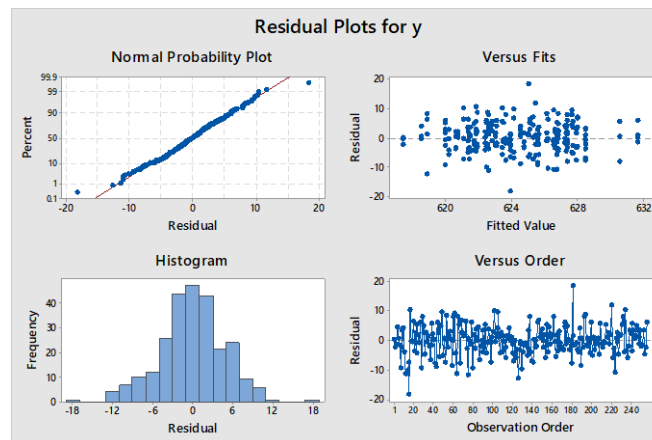 Residual Plots for y
Normal Probability Plot
99.9
99
90
50
10
1
0.1
Percent
-20 -10 0 10 20
Residual
Versus Fits
20
10
0
-10
-20
Residual
620 624 628 632
Fitted Value
Histogram
40
30
20
10
0
Frequency
-18 -12 -6 0 6 12 18
Residual
Versus Order
20
10
0
-10
-20
Residual
1 20 40 60 80 100 120 140 160 180 200 220 240
Observation Order